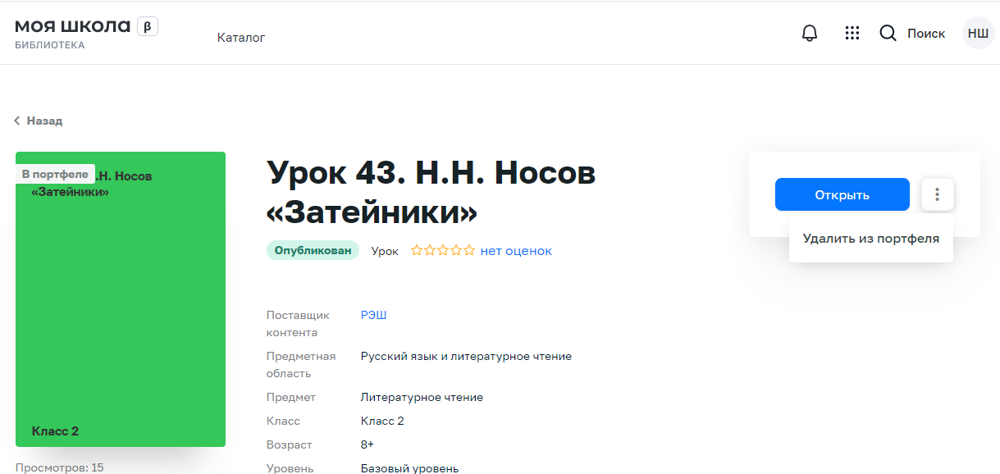 моя школа β
БИБЛИОТЕКА
Каталог
Поиск
НШ
Назад
В портфеле .Н. Носов
«Затейники»
Класс 2
Просмотров: 15
Урок 43. Н.Н. Носов
«Затейники»
Опубликован Урок нет оценок
Открыть
Удалить из портфеля
Поставщик РЭШ
контента
Предметная Русский язык и литературное чтение
область
Предмет Литературное чтение
Класс Класс 2
Возраст 8+
Уровень Базовый уровень